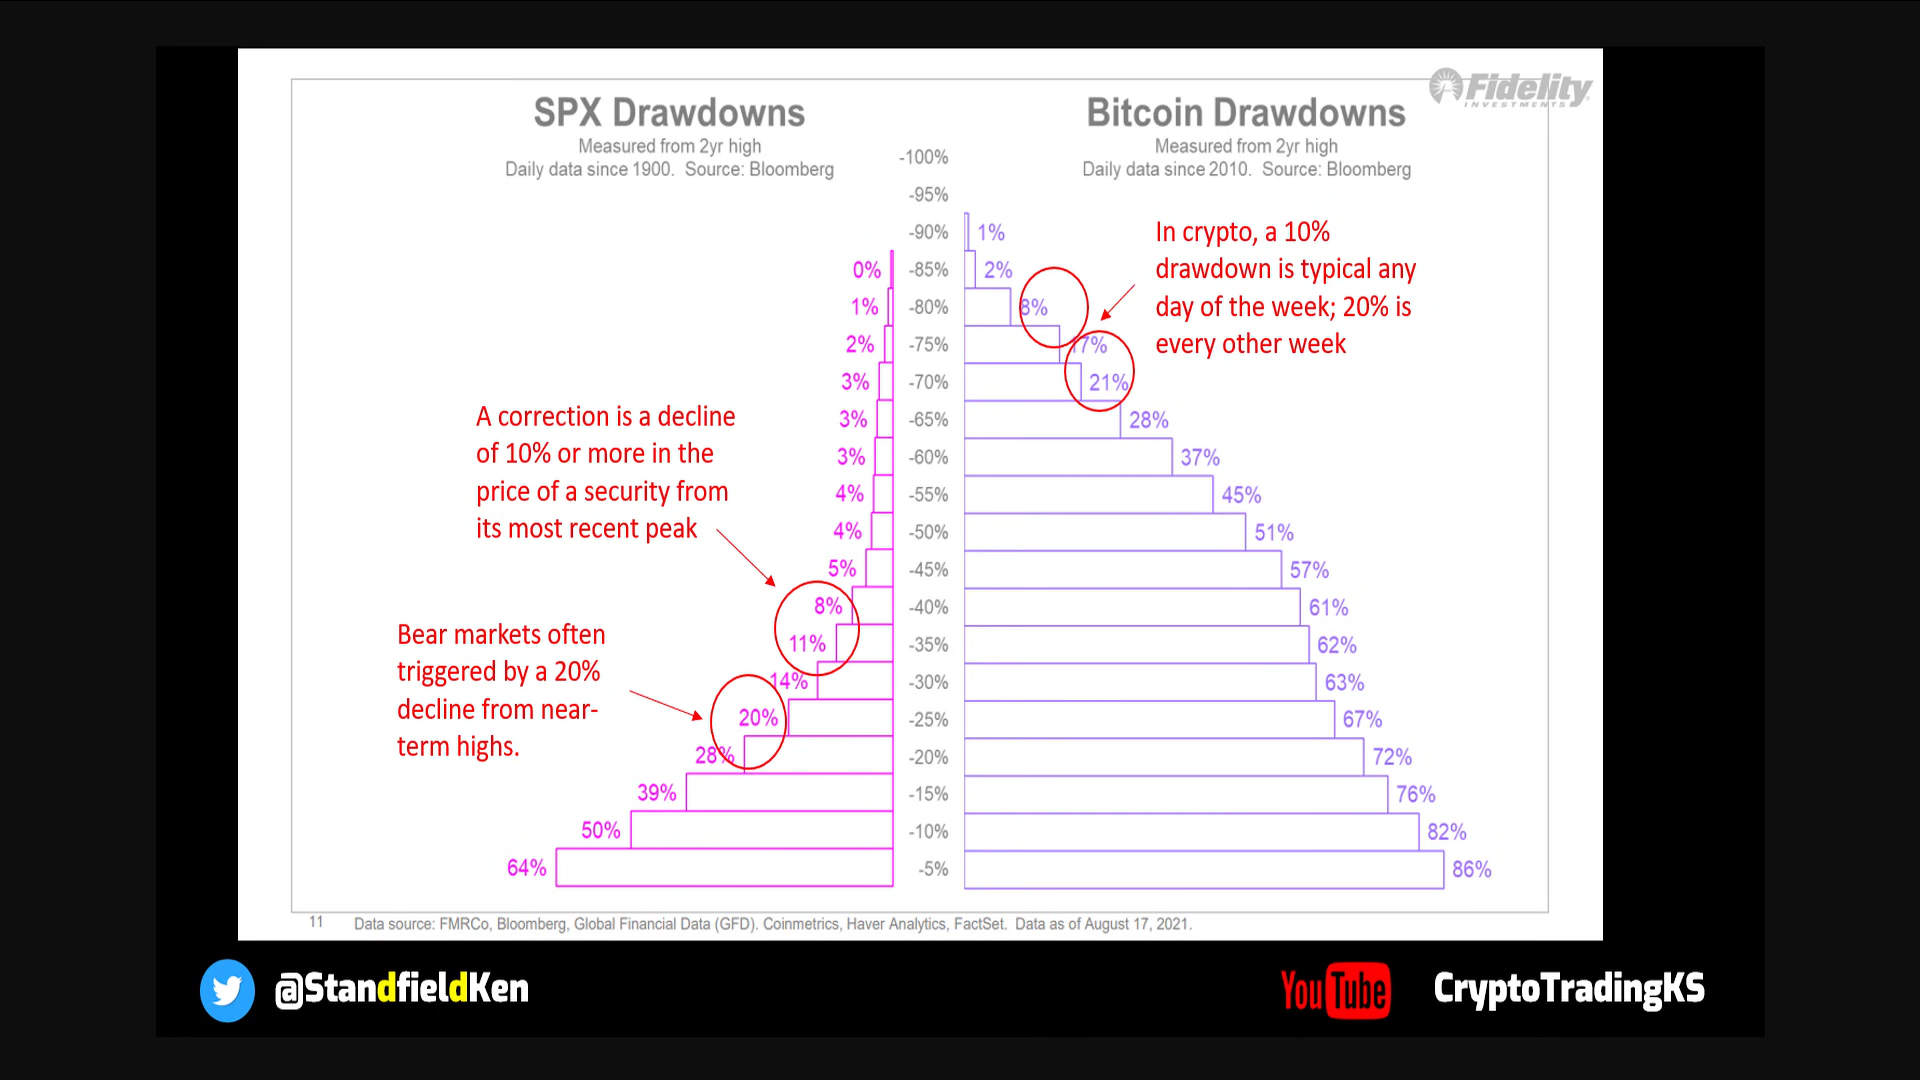 Fidelity
INVESTMENTS
SPX Drawdowns
Measured from 2yr high
Daily data since 1900.  Source: Bloomberg
Bitcoin Drawdowns
Measured from 2yr high
Daily data since 2010.  Source: Bloomberg
-100%
-95%
-90% 1%
0% -85% 2%
1% -80% 8%
2% -75% 17%
3% -70% 21%
3% -65% 28%
3% -60% 37%
4% -55% 45%
4% -50% 51%
5% -45% 57%
8% -40% 61%
11% -35% 62%
14% -30% 63%
20% -25% 67%
28% -20% 72%
39% -15% 76%
50% -10% 82%
64% -5% 86%
In crypto, a 10%
drawdown is typical any
day of the week; 20% is
every other week
A correction is a decline
of 10% or more in the
price of a security from
its most recent peak
Bear markets often
triggered by a 20%
decline from near-
term highs.
11 Data source: FMRCo, Bloomberg, Global Financial Data (GFD). Coinmetrics, Haver Analytics, FactSet.  Data as of August 17, 2021.
@StandfieldKen
YouTube
CryptoTradingKS